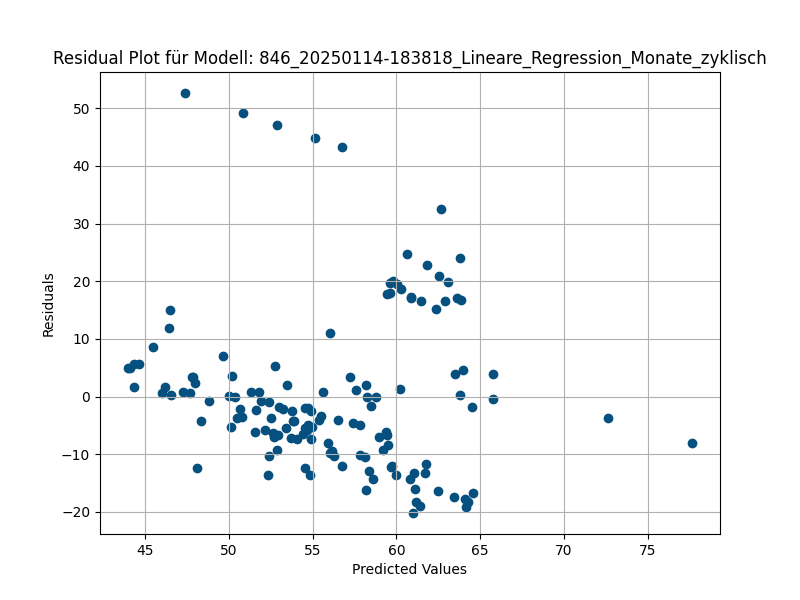 Residual Plot für Modell: 846_20250114-183818_Lineare_Regression_Monate_zyklisch
50
40
30
20
10
0
−10
−20
Residuals
45 50 55 60 65 70 75
Predicted Values